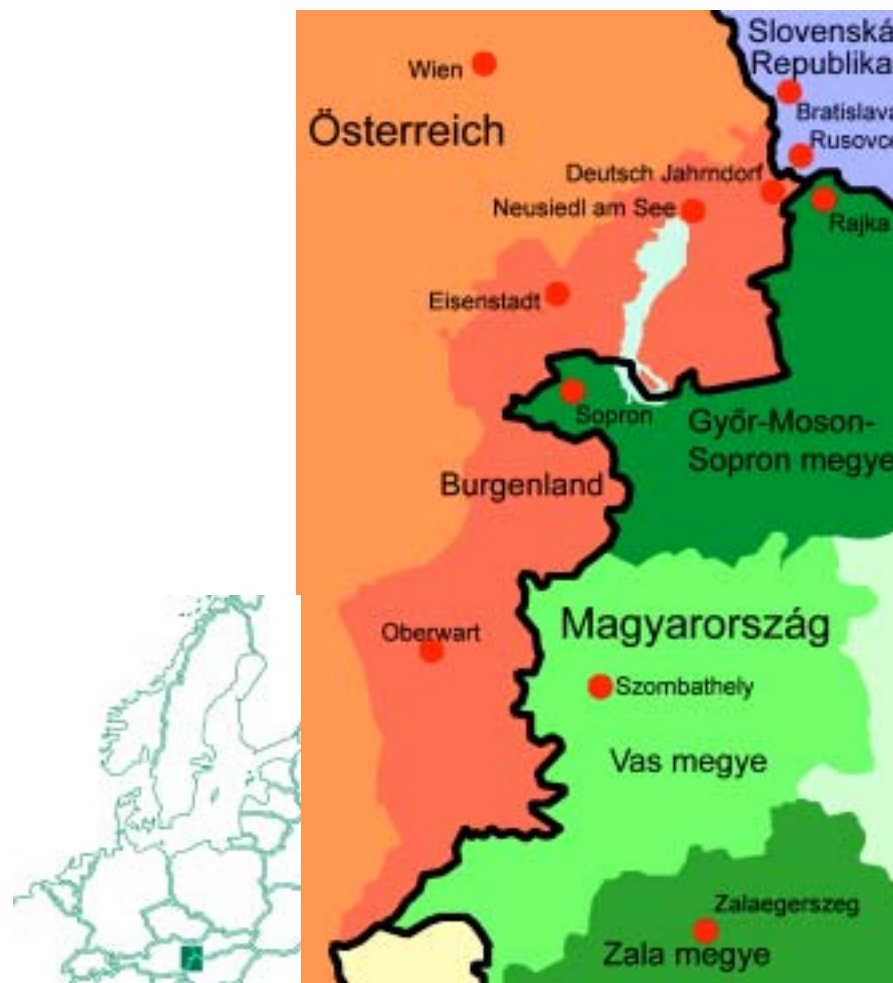 Slovenská
Republika
Wien
Bratislava
Österreich
Rusovce
Deutsch Jahrndorf
Neusiedl am See
Rajka
Eisenstadt
Sopron
Győr-Moson-
Sopron megye
Burgenland
Magyarország
Oberwart
Szombathely
Vas megye
Zalaegerszeg
Zala megye